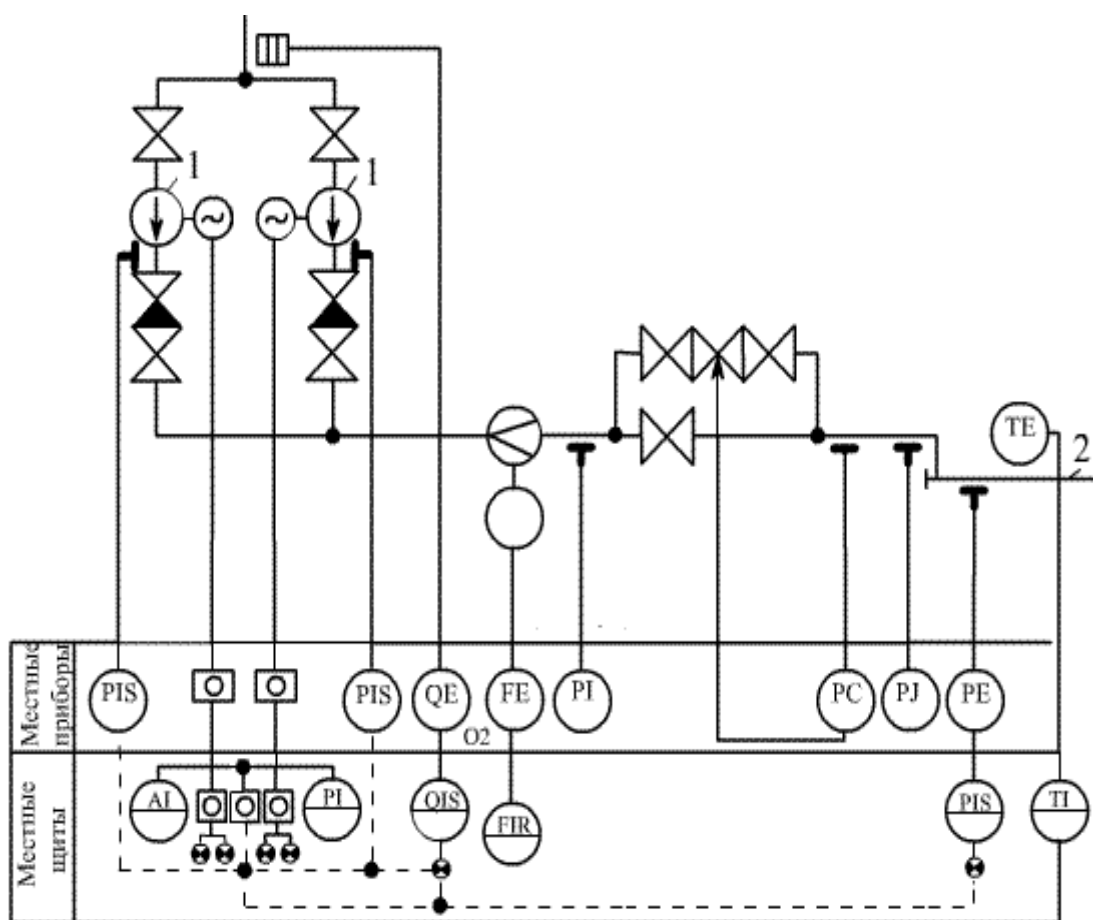 1
1
TE
2
Местные
приборы
PIS
PIS
QE
FE
PI
PC
PJ
PE
O2
Местные
щиты
AI
PI
QIS
FIR
PIS
TI